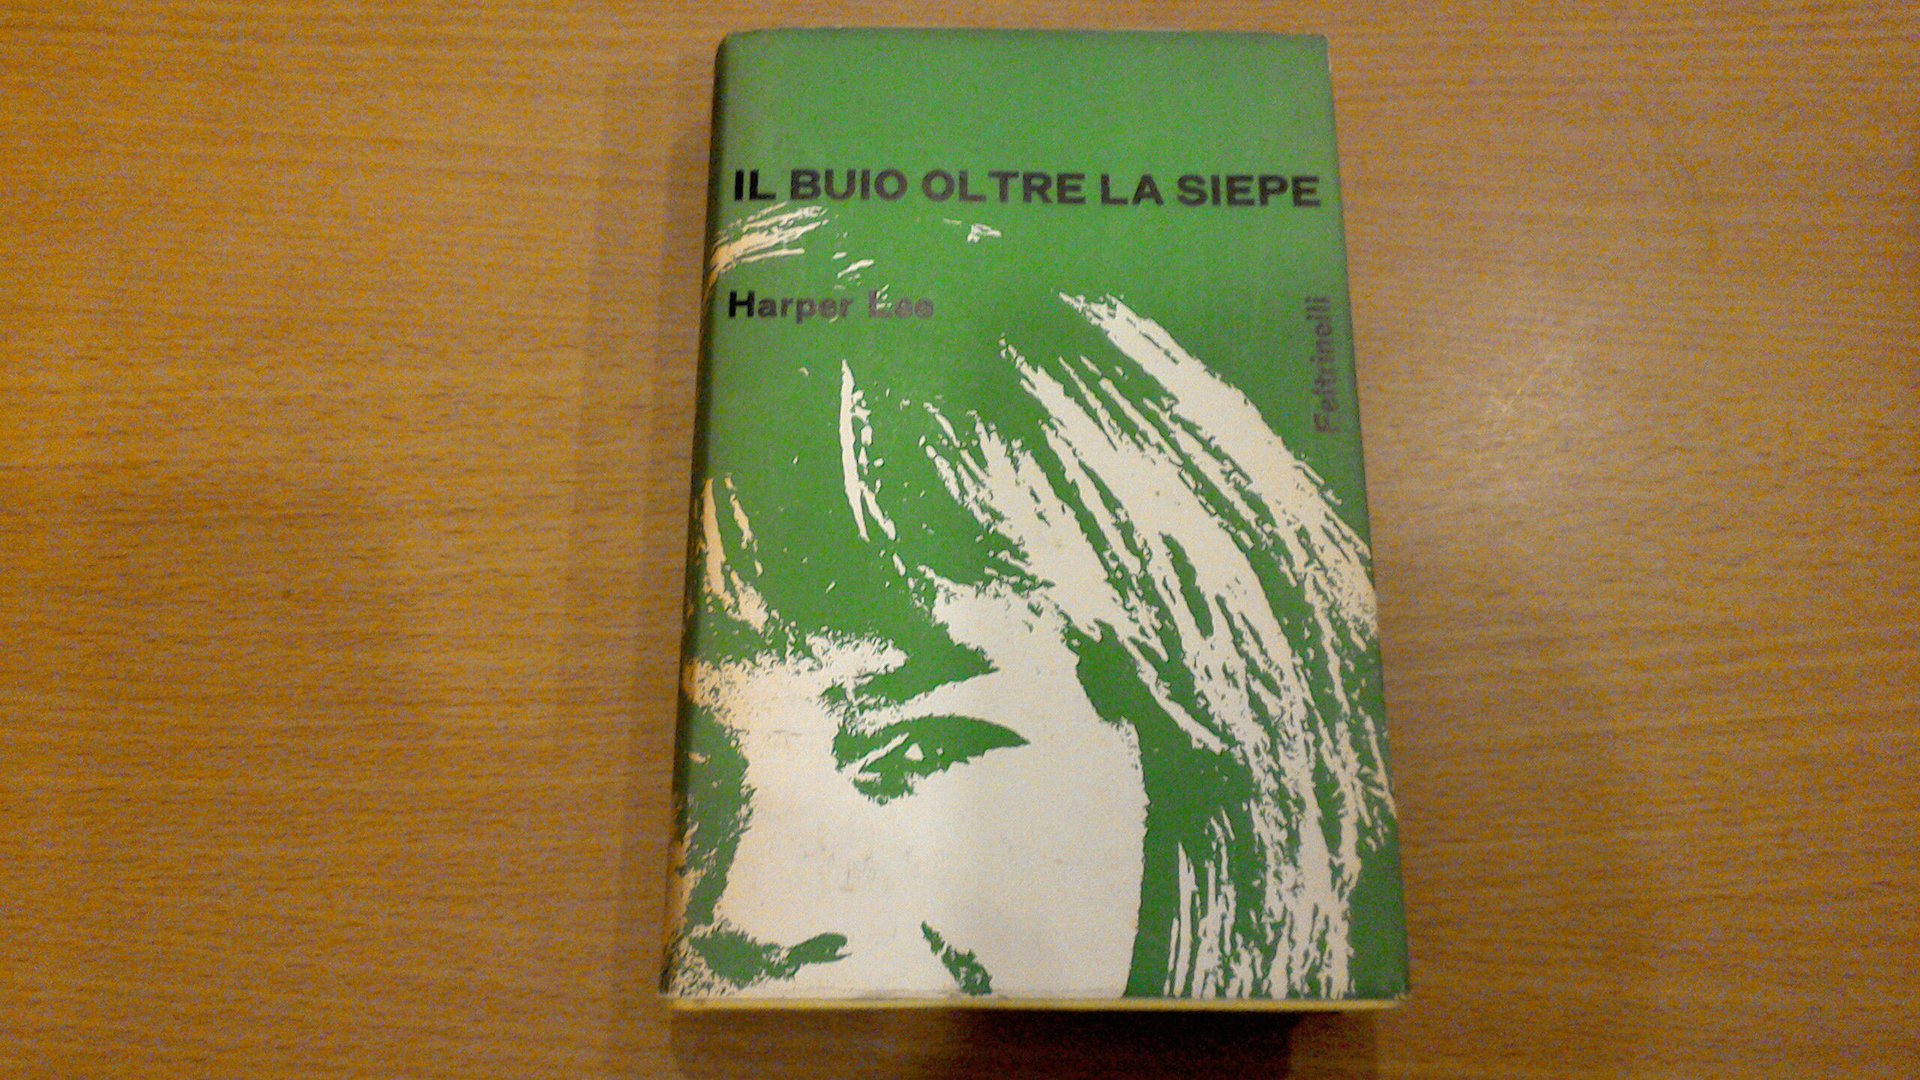 IL BUIO OLTRE LA SIEPE
Harper Lee
Feltrinelli